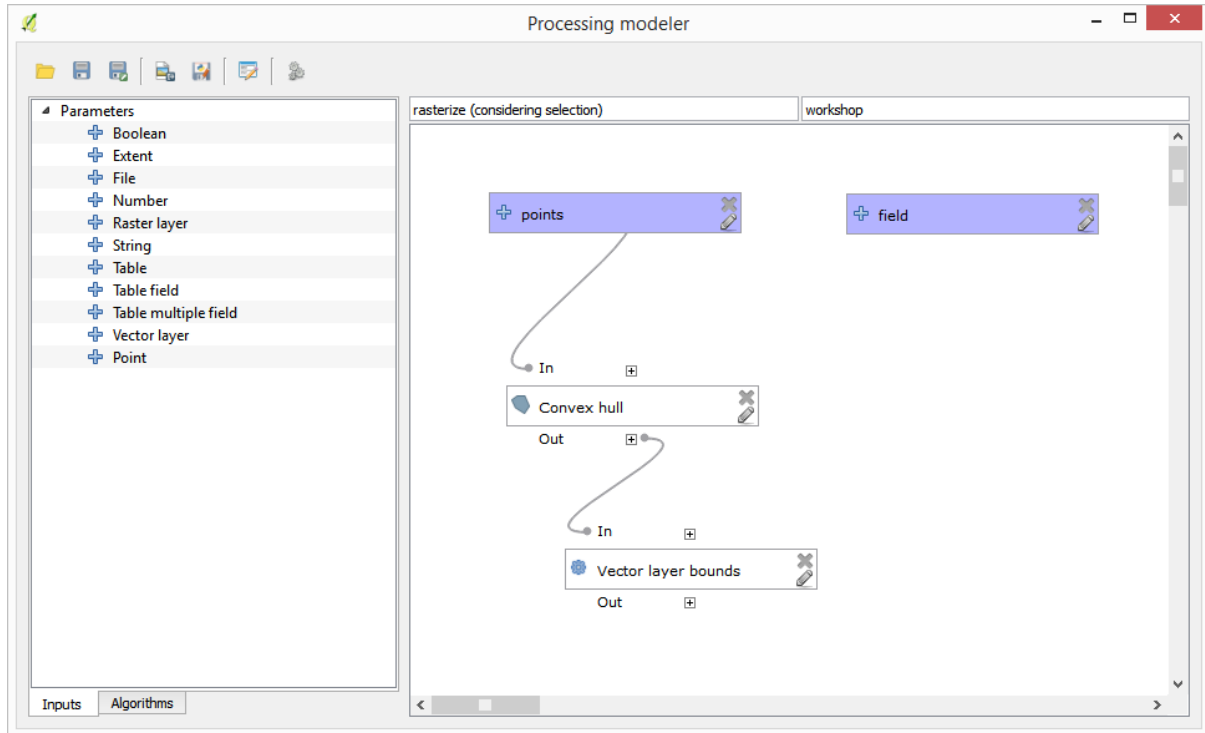 Processing modeler
Parameters
Boolean
Extent
File
Number
Raster layer
String
Table
Table field
Table multiple field
Vector layer
Point
Inputs
Algorithms
rasterize (considering selection)
workshop
points
field
In
Convex hull
Out
In
Vector layer bounds
Out